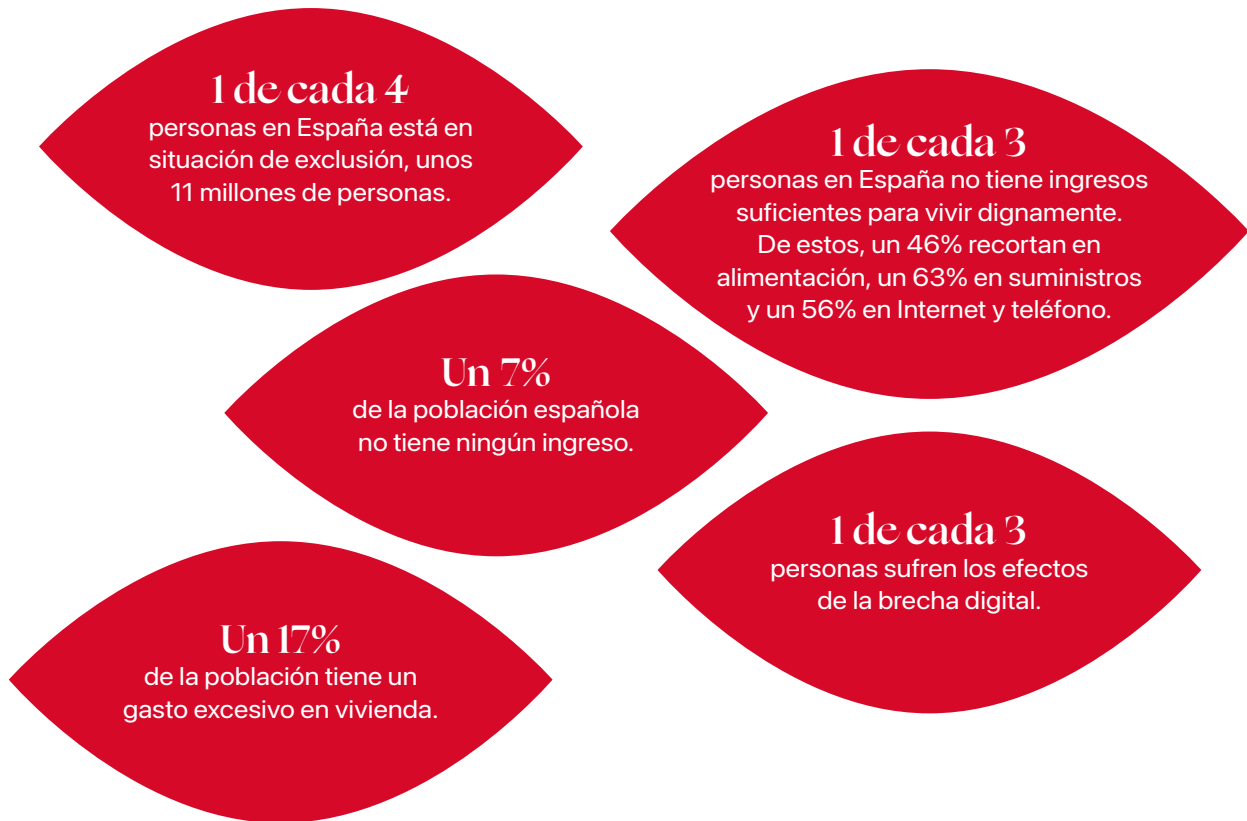 1 de cada 4
personas en España está en
situación de exclusión, unos
11 millones de personas.
1 de cada 3
personas en España no tiene ingresos
suficientes para vivir dignamente.
De estos, un 46% recortan en
alimentación, un 63% en suministros
y un 56% en Internet y teléfono.
Un 7%
de la población española
no tiene ningún ingreso.
1 de cada 3
personas sufren los efectos
de la brecha digital.
Un 17%
de la población tiene un
gasto excesivo en vivienda.